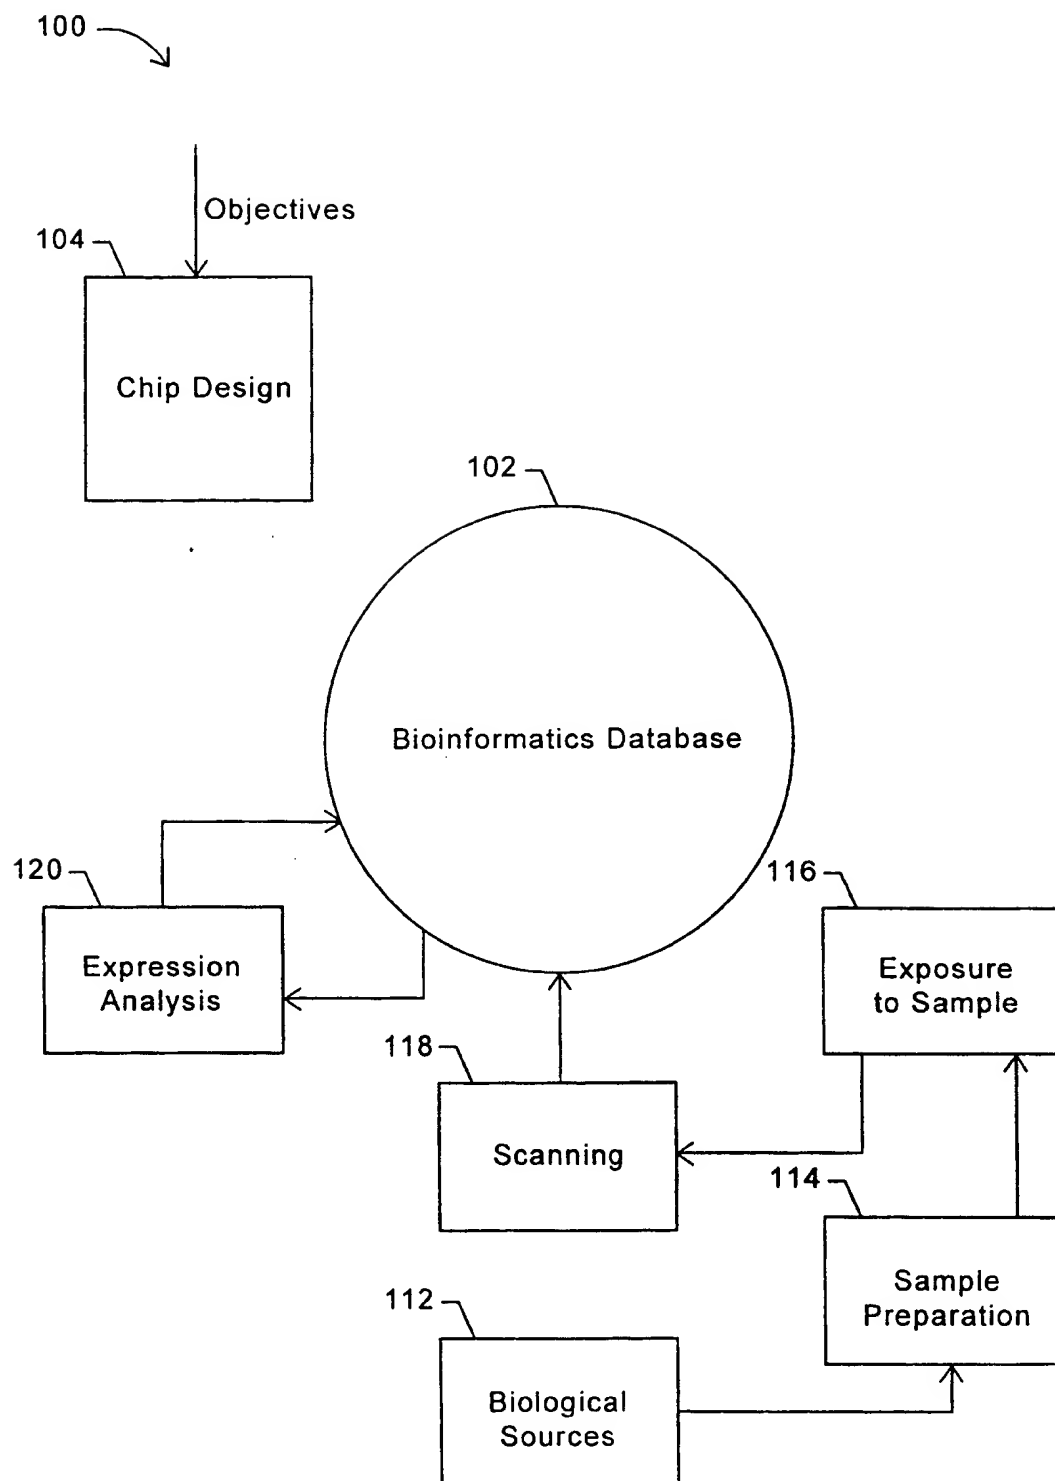 100
Objectives
104
Chip Design
102
Bioinformatics Database
120
116
Expression
Analysis
Exposure
to Sample
118
Scanning
114
Sample
Preparation
112
Biological
Sources